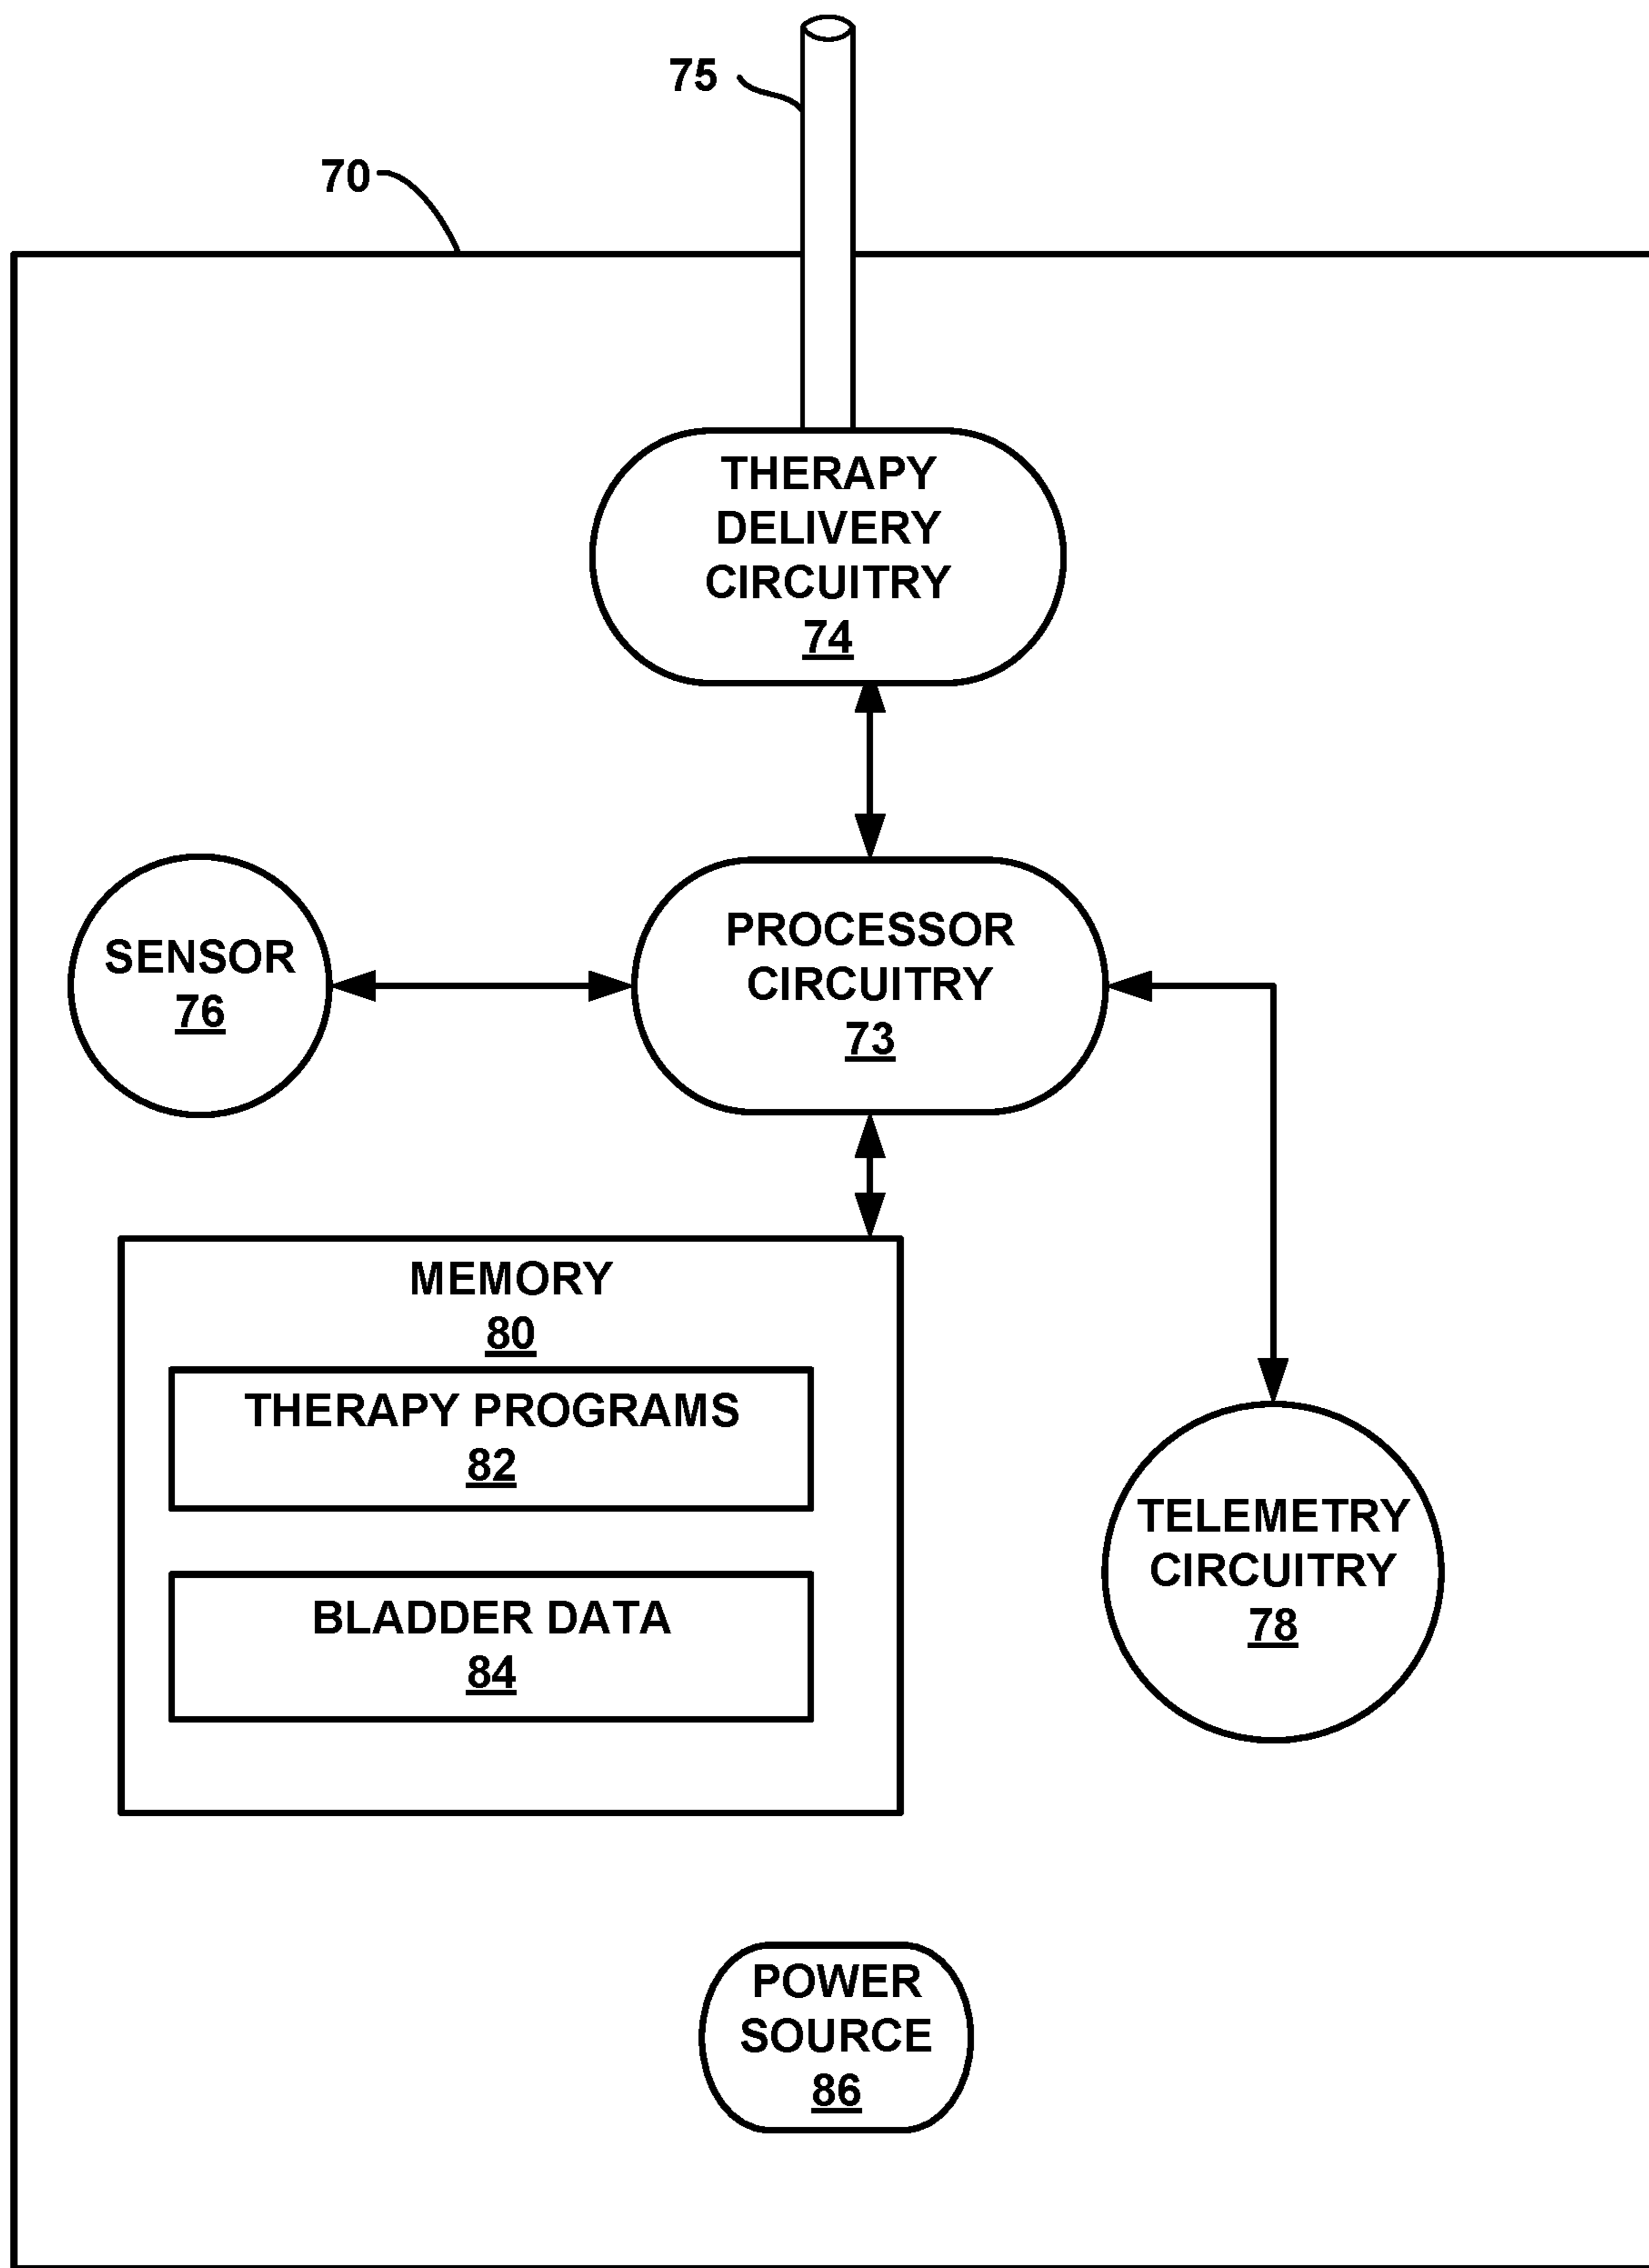 75
70
THERAPY
DELIVERY
CIRCUITRY
74
SENSOR
76
PROCESSOR
CIRCUITRY
73
MEMORY
80
THERAPY PROGRAMS
82
BLADDER DATA
84
TELEMETRY
CIRCUITRY
78
POWER
SOURCE
86